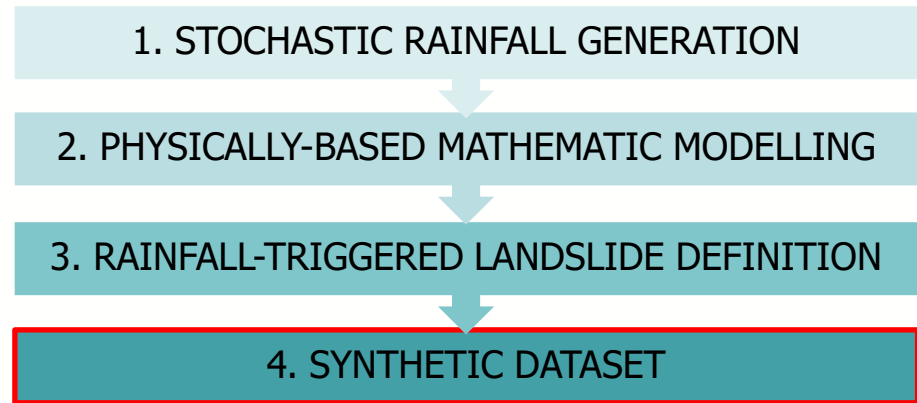 1. STOCHASTIC RAINFALL GENERATION
2. PHYSICALLY-BASED MATHEMATIC MODELLING
3. RAINFALL-TRIGGERED LANDSLIDE DEFINITION
4. SYNTHETIC DATASET